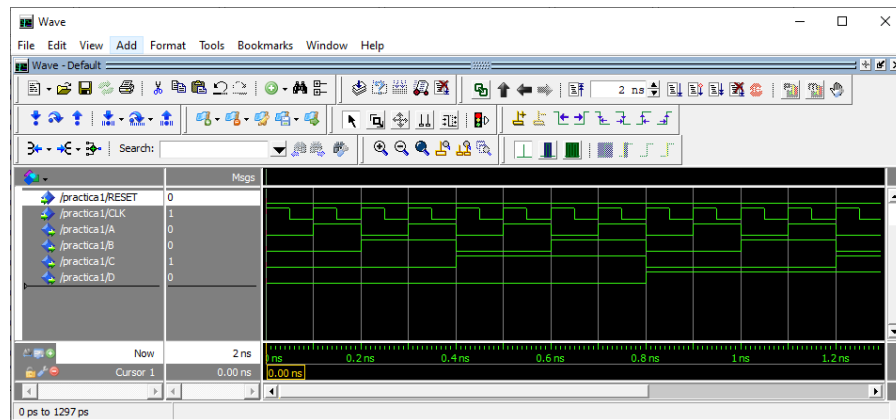 Wave
File Edit View Add Format Tools Bookmarks Window Help
Wave - Default
2 ns
Search:
Msgs
/practica1/RESET 0
/practica1/CLK 1
/practica1/A 0
/practica1/B 0
/practica1/C 1
/practica1/D 0
Now 2 ns
ns 0.2 ns 0.4 ns 0.6 ns 0.8 ns 1 ns 1.2 ns
Cursor 1 0.00 ns 0.00 ns
0 ps to 1297 ps